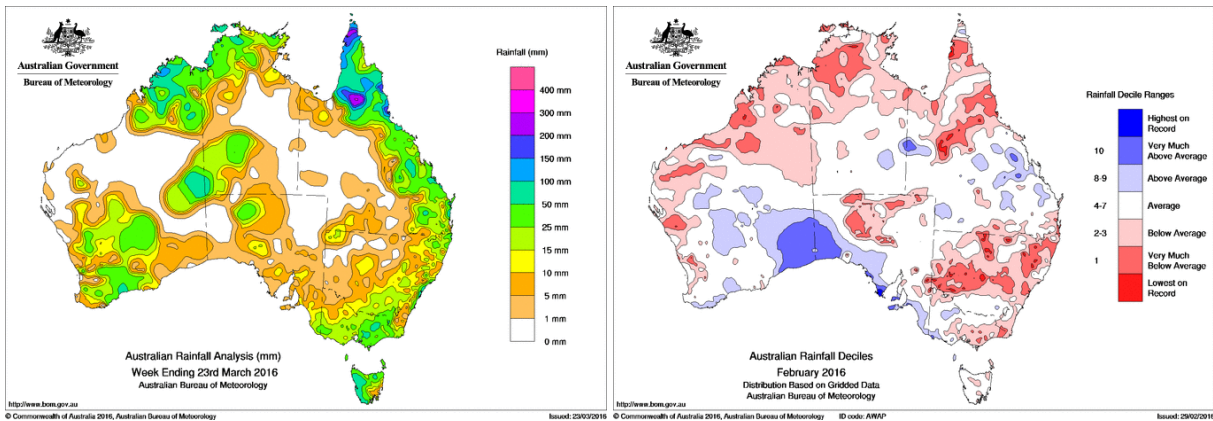 Australian Government
Bureau of Meteorology
Rainfall (mm)
400 mm
300 mm
200 mm
150 mm
100 mm
50 mm
25 mm
15 mm
10 mm
5 mm
1 mm
0 mm
Australian Rainfall Analysis (mm)
Week Ending 23rd March 2016
Australian Bureau of Meteorology
http://www.bom.gov.au
© Commonwealth of Australia 2016, Australian Bureau of Meteorology
Issued: 23/03/2016
Australian Government
Bureau of Meteorology
Rainfall Decile Ranges
Highest on
Record
10
Very Much
Above Average
8-9
Above Average
4-7
Average
2-3
Below Average
1
Very Much
Below Average
Lowest on
Record
Australian Rainfall Deciles
February 2016
Distribution Based on Gridded Data
Australian Bureau of Meteorology
http://www.bom.gov.au
© Commonwealth of Australia 2016, Australian Bureau of Meteorology
ID code: AWAP
Issued: 29/02/2016